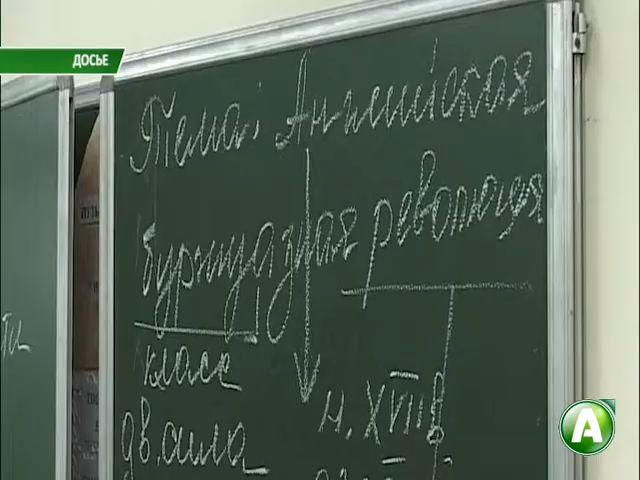 ДОСЬЕ
Тема: Английская
буржуазная революция
класс
н. XVII в
дв. сила
А